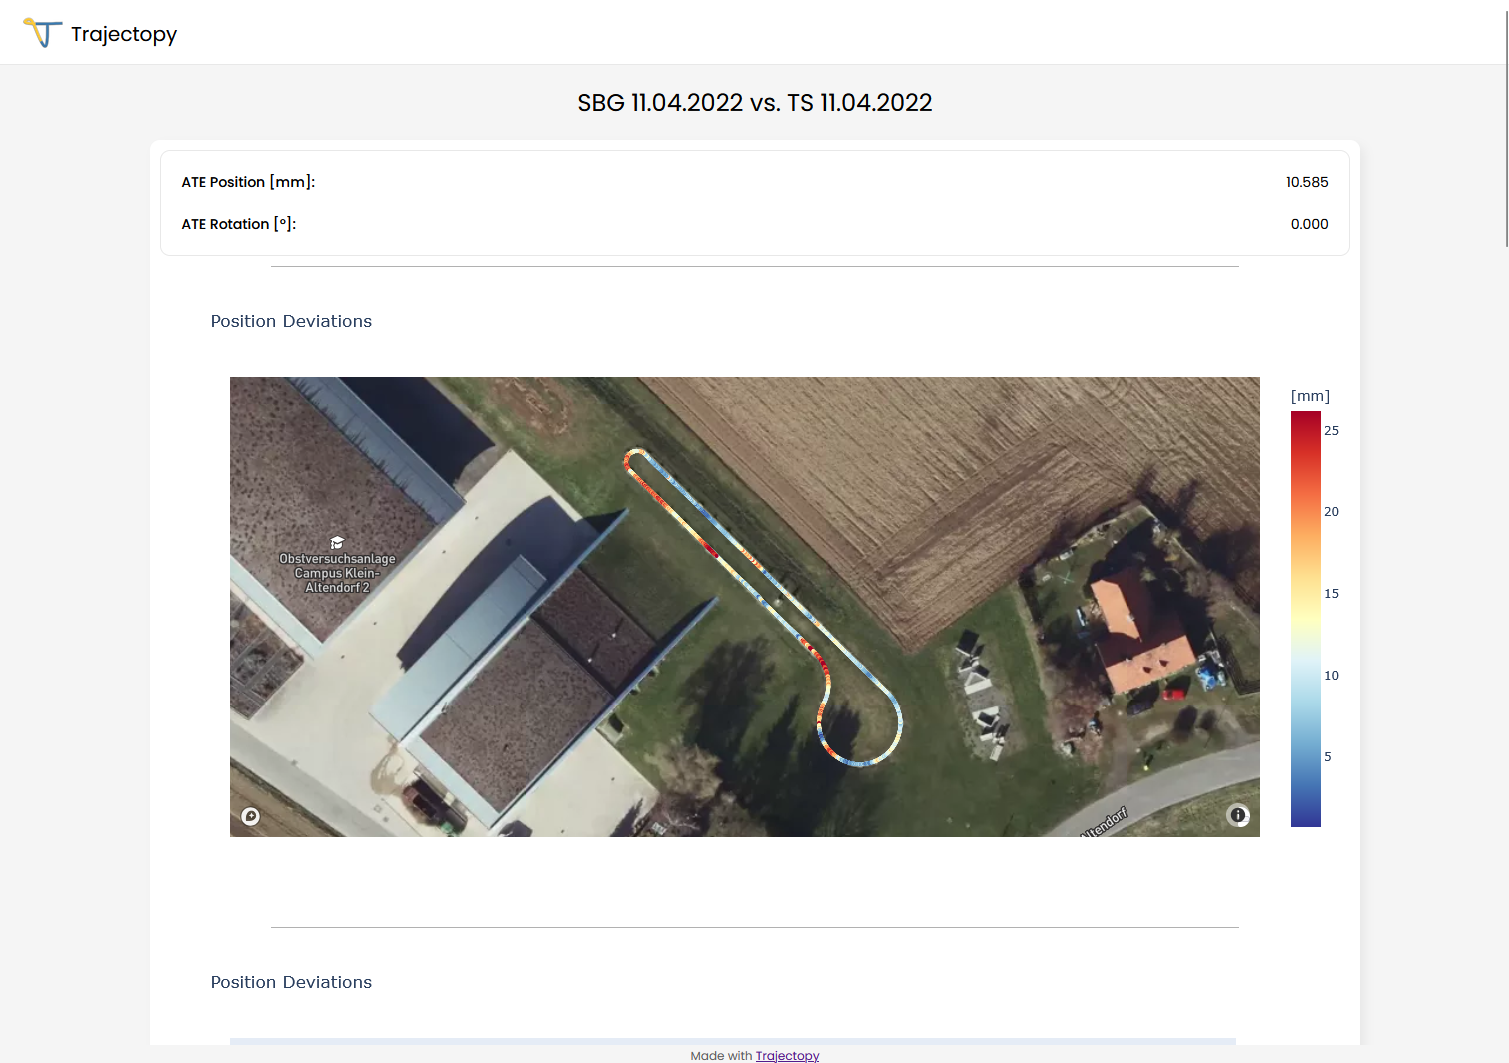 Trajectopy
SBG 11.04.2022 vs. TS 11.04.2022
ATE Position [mm]: 10.585
ATE Rotation [°]: 0.000
Position Deviations
[mm]
25
20
15
10
5
Obstversuchsanlage
Campus Klein-
Altendorf 2
Altendorf
Position Deviations
Made with Trajectopy